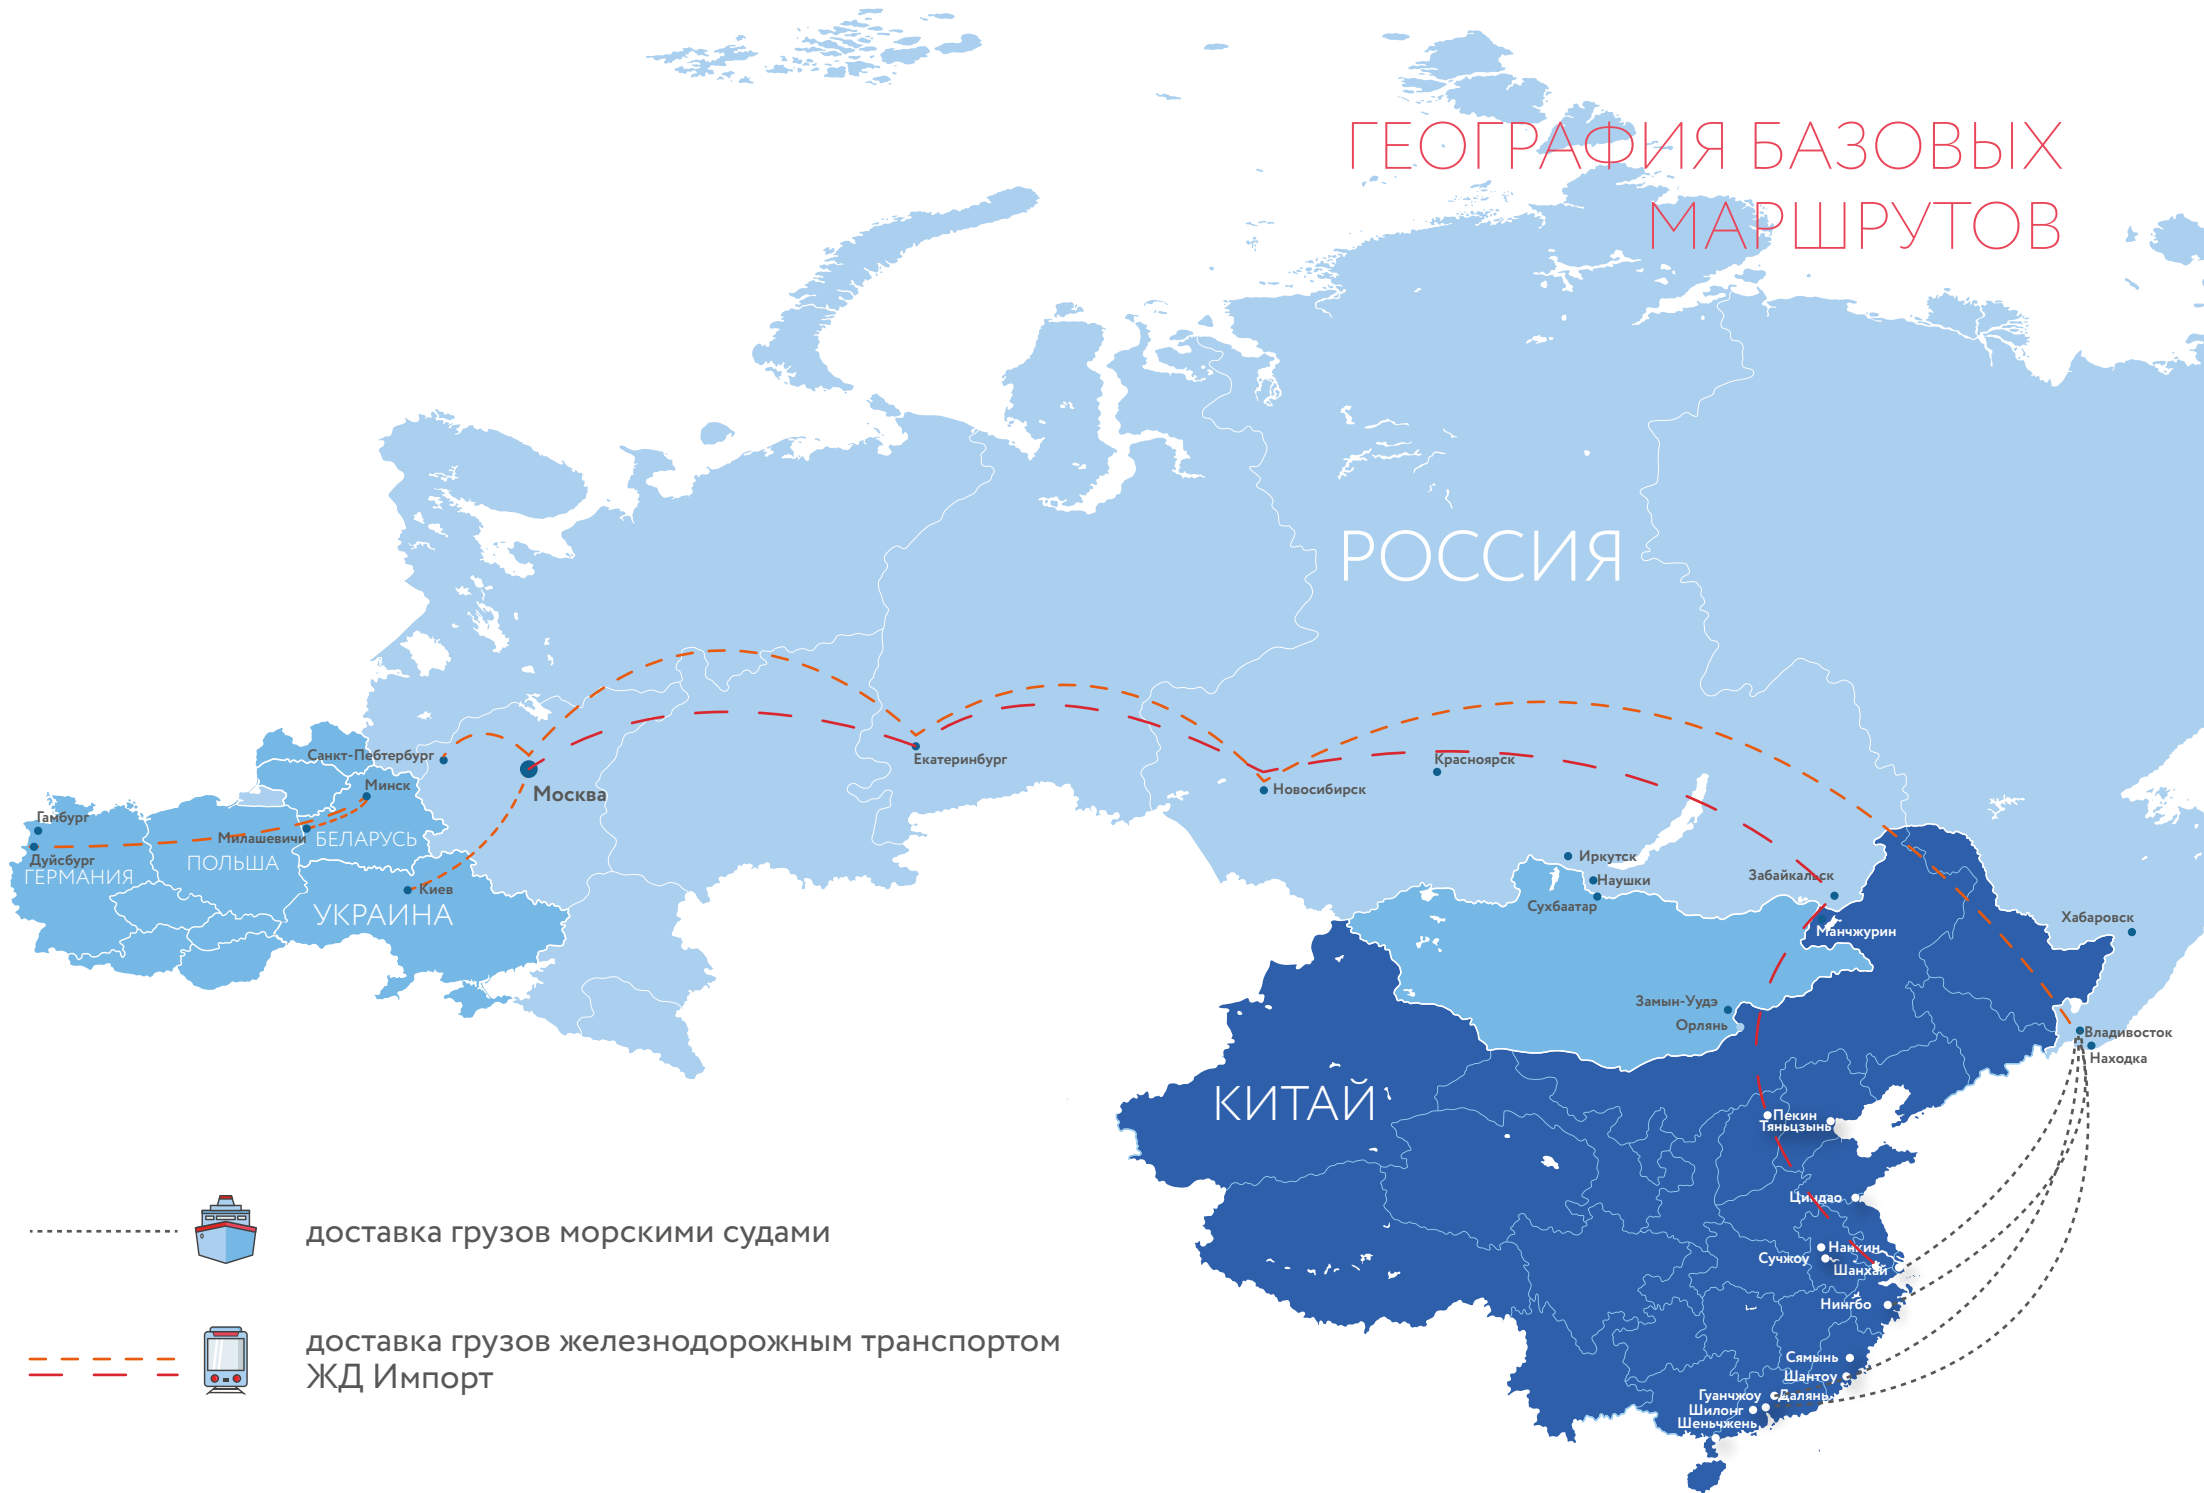 ГЕОГРАФИЯ БАЗОВЫХ
МАРШРУТОВ
РОССИЯ
Санкт-Пебтербург
Минск
Москва
Екатеринбург
Новосибирск
Красноярск
Гамбург
Милашевичи
БЕЛАРУСЬ
Дуйсбург
ПОЛЬША
ГЕРМАНИЯ
Киев
УКРАИНА
Иркутск
Наушки
Сухбаатар
Забайкальск
Манчжурин
Хабаровск
Замын-Уудэ
Орлянь
Владивосток
Находка
КИТАЙ
Пекин
Тяньцзынь
Циндао
Нанкин
Сучжоу
Шанхай
Нингбо
Сямынь
Шантоу
Гуанчжоу
Далянь
Шилонг
Шеньчжень
доставка грузов морскими судами
доставка грузов железнодорожным транспортом
ЖД Импорт